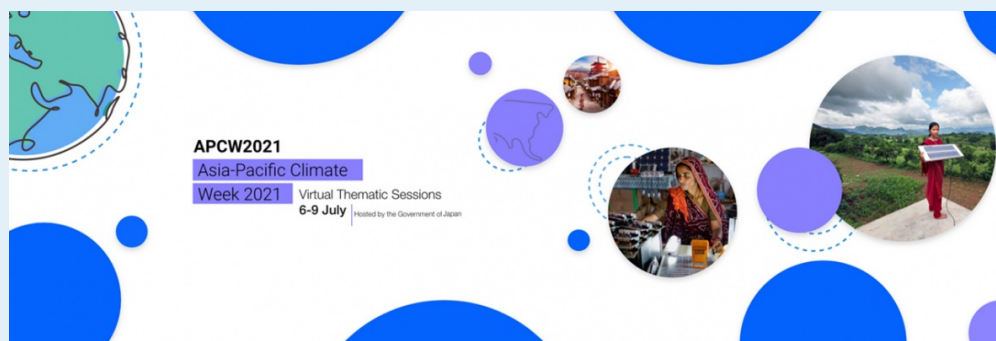 APCW2021
Asia-Pacific Climate
Week 2021 Virtual Thematic Sessions
6-9 July Hosted by the Government of Japan